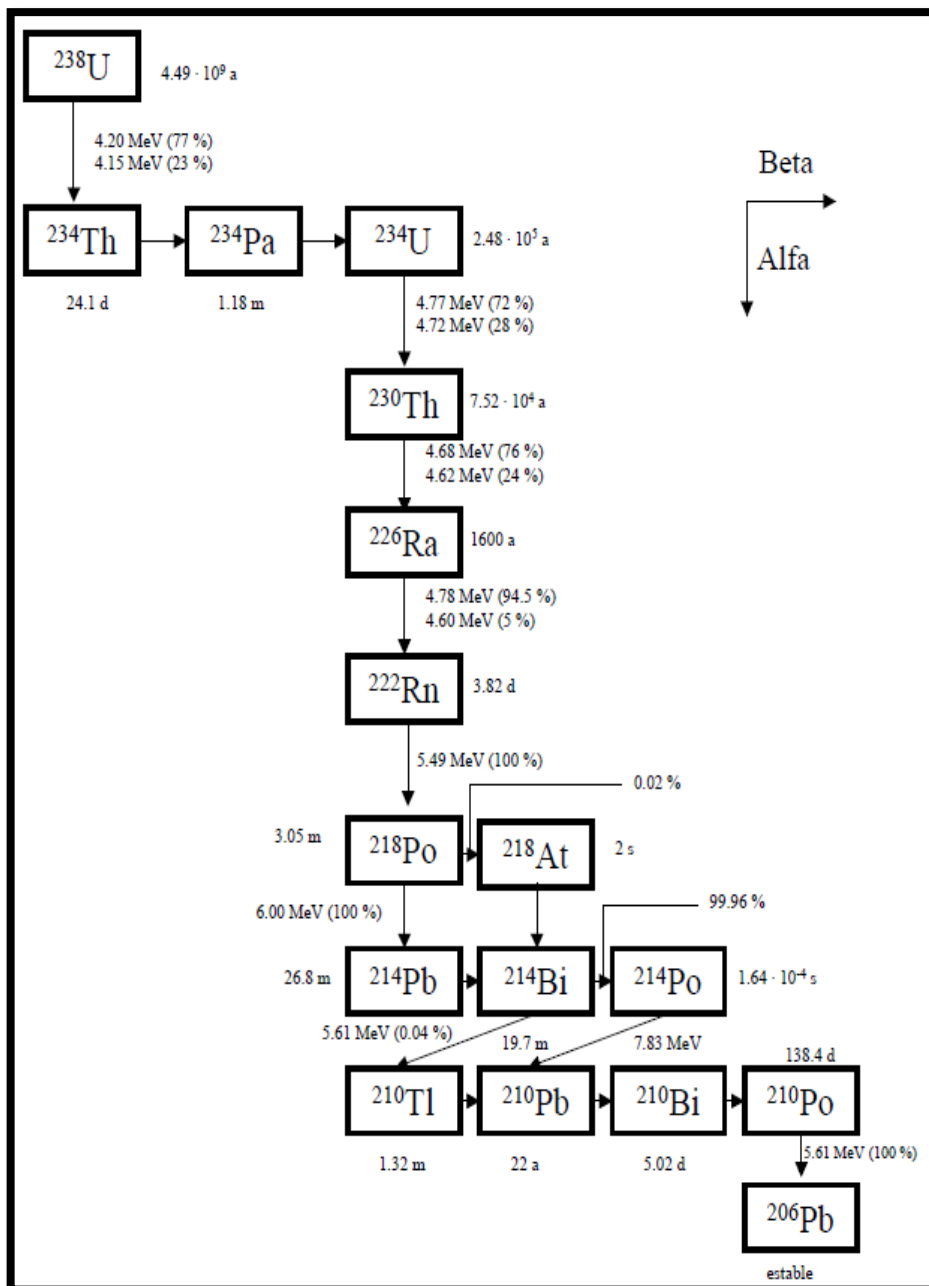 ²³⁸U
4.49 · 10⁹ a
4.20 MeV (77 %)
4.15 MeV (23 %)
Beta
Alfa
²³⁴Th
²³⁴Pa
²³⁴U
2.48 · 10⁵ a
24.1 d
1.18 m
4.77 MeV (72 %)
4.72 MeV (28 %)
²³⁰Th
7.52 · 10⁴ a
4.68 MeV (76 %)
4.62 MeV (24 %)
²²⁶Ra
1600 a
4.78 MeV (94.5 %)
4.60 MeV (5 %)
²²²Rn
3.82 d
5.49 MeV (100 %)
0.02 %
3.05 m
²¹⁸Po
²¹⁸At
2 s
6.00 MeV (100 %)
99.96 %
26.8 m
²¹⁴Pb
²¹⁴Bi
²¹⁴Po
1.64 · 10⁻⁴ s
5.61 MeV (0.04 %)
19.7 m
7.83 MeV
138.4 d
²¹⁰Tl
²¹⁰Pb
²¹⁰Bi
²¹⁰Po
1.32 m
22 a
5.02 d
5.61 MeV (100 %)
²⁰⁶Pb
estable